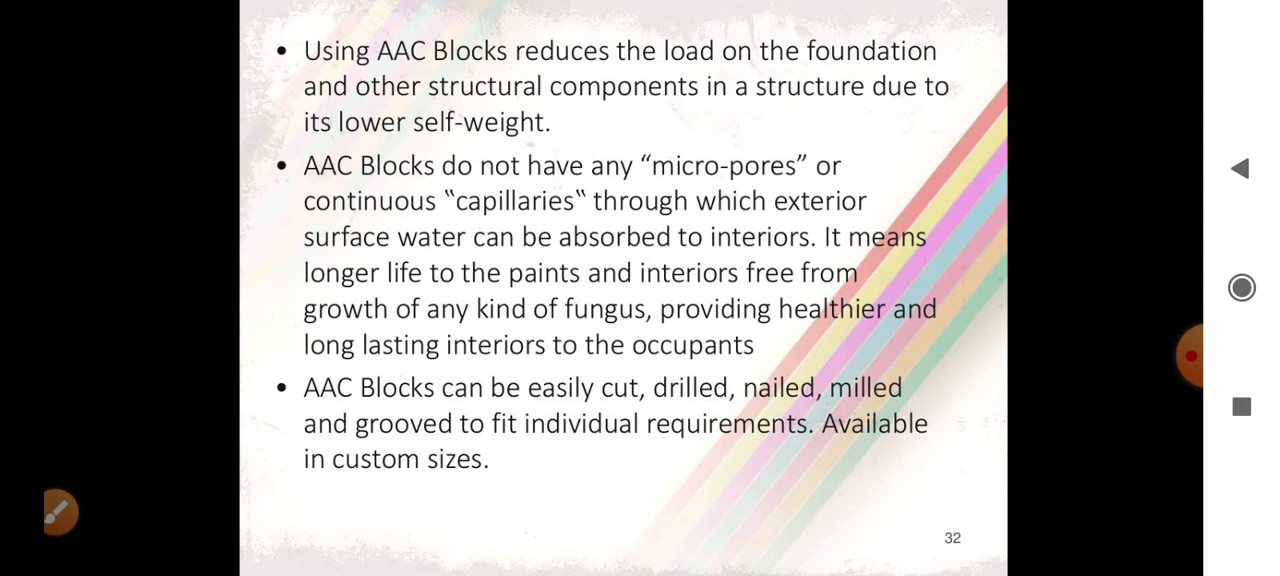 • Using AAC Blocks reduces the load on the foundation
and other structural components in a structure due to
its lower self-weight.
• AAC Blocks do not have any “micro-pores” or
continuous ‟capillaries‟ through which exterior
surface water can be absorbed to interiors. It means
longer life to the paints and interiors free from
growth of any kind of fungus, providing healthier and
long lasting interiors to the occupants
• AAC Blocks can be easily cut, drilled, nailed, milled
and grooved to fit individual requirements. Available
in custom sizes.
32